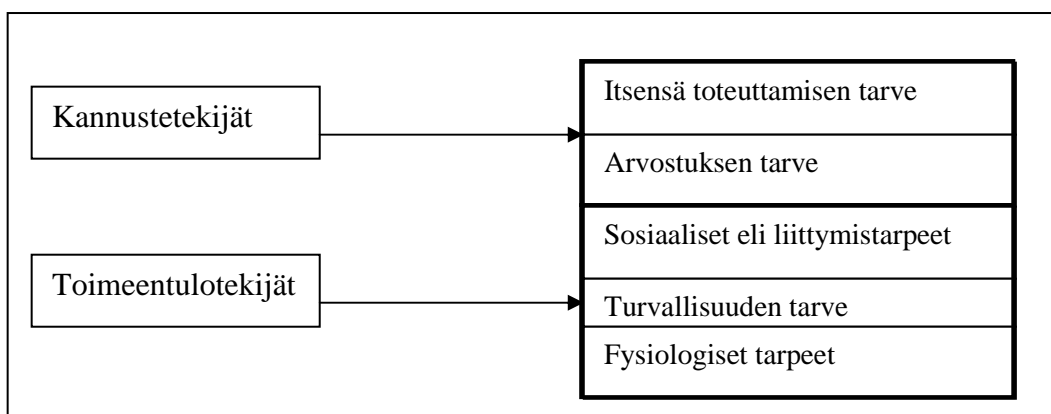 Kannustetekijät
Itsensä toteuttamisen tarve
Arvostuksen tarve
Toimeentulotekijät
Sosiaaliset eli liittymistarpeet
Turvallisuuden tarve
Fysiologiset tarpeet